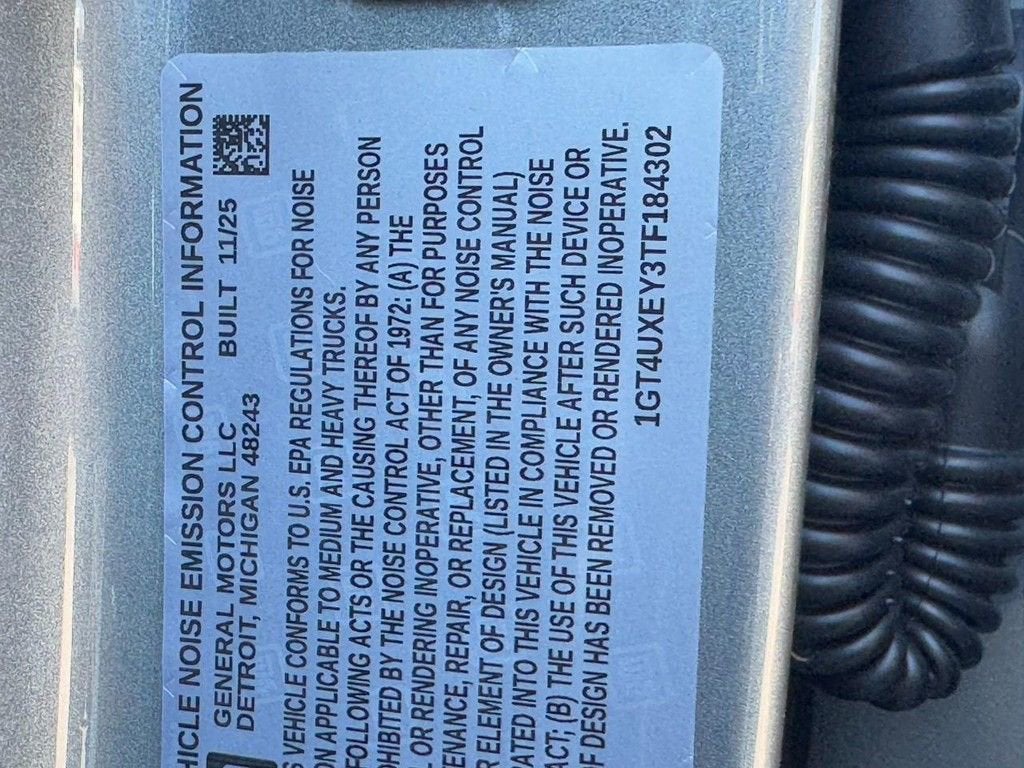 HICLE NOISE EMISSION CONTROL INFORMATION
GENERAL MOTORS LLC BUILT 11/25
DETROIT, MICHIGAN 48243
S VEHICLE CONFORMS TO U.S. EPA REGULATIONS FOR NOISE
ON APPLICABLE TO MEDIUM AND HEAVY TRUCKS.
FOLLOWING ACTS OR THE CAUSING THEREOF BY ANY PERSON
OHIBITED BY THE NOISE CONTROL ACT OF 1972: (A) THE
L OR RENDERING INOPERATIVE, OTHER THAN FOR PURPOSES
TENANCE, REPAIR, OR REPLACEMENT, OF ANY NOISE CONTROL
R ELEMENT OF DESIGN (LISTED IN THE OWNER'S MANUAL)
RATED INTO THIS VEHICLE IN COMPLIANCE WITH THE NOISE
ACT; (B) THE USE OF THIS VEHICLE AFTER SUCH DEVICE OR
OF DESIGN HAS BEEN REMOVED OR RENDERED INOPERATIVE.
1GT4UXEY3TF184302